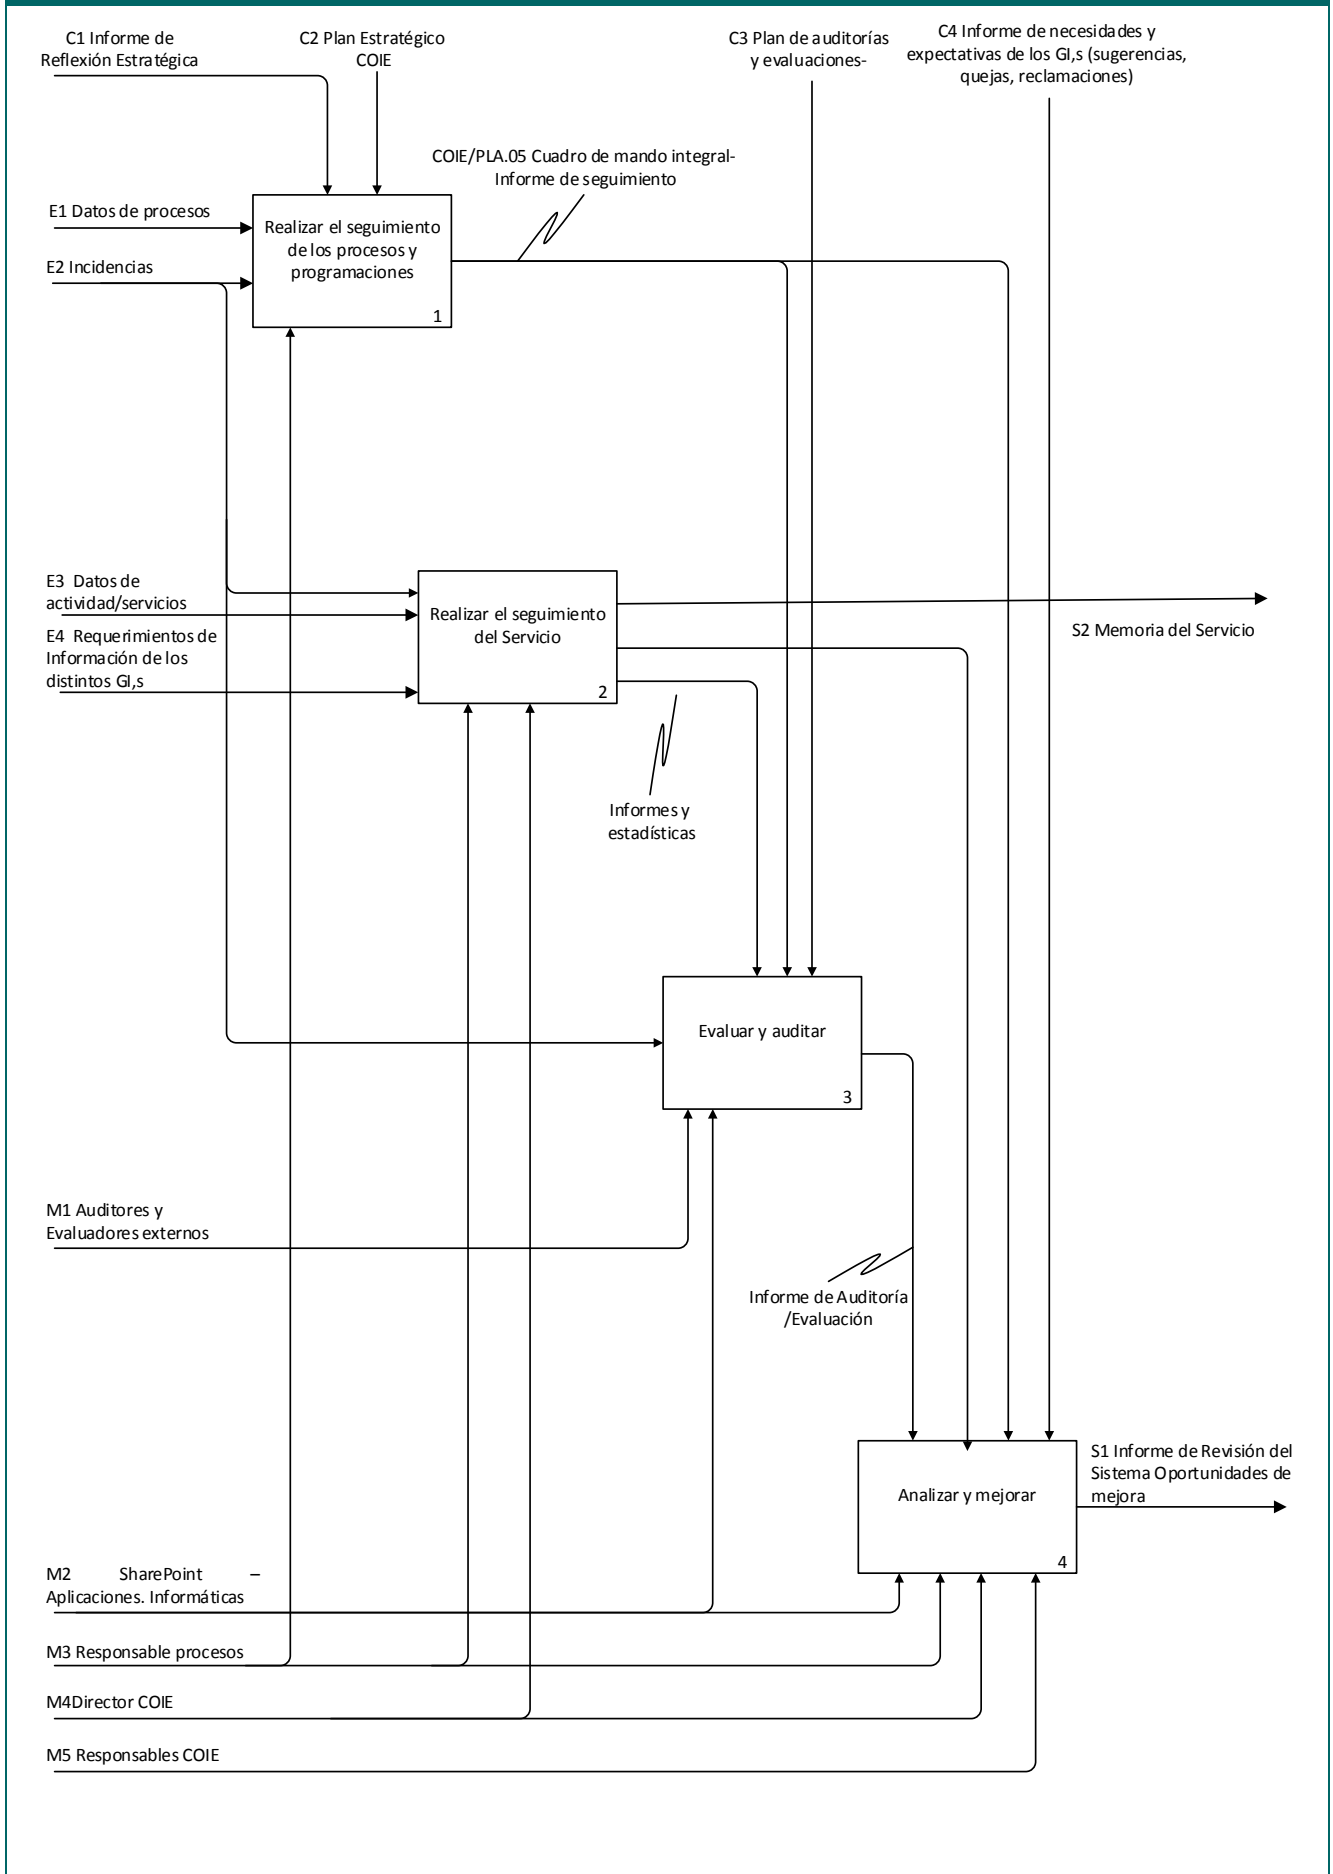 C1 Informe de
Reflexión Estratégica
C2 Plan Estratégico
COIE
C3 Plan de auditorías
y evaluaciones-
C4 Informe de necesidades y
expectativas de los GI,s (sugerencias,
quejas, reclamaciones)
COIE/PLA.05 Cuadro de mando integral-
Informe de seguimiento
E1 Datos de procesos
E2 Incidencias
Realizar el seguimiento
de los procesos y
programaciones
1
E3 Datos de
actividad/servicios
E4 Requerimientos de
Información de los
distintos GI,s
Realizar el seguimiento
del Servicio
2
S2 Memoria del Servicio
Informes y
estadísticas
Evaluar y auditar
3
M1 Auditores y
Evaluadores externos
Informe de Auditoría
/Evaluación
Analizar y mejorar
4
S1 Informe de Revisión del
Sistema Oportunidades de
mejora
M2 SharePoint –
Aplicaciones. Informáticas
M3 Responsable procesos
M4Director COIE
M5 Responsables COIE